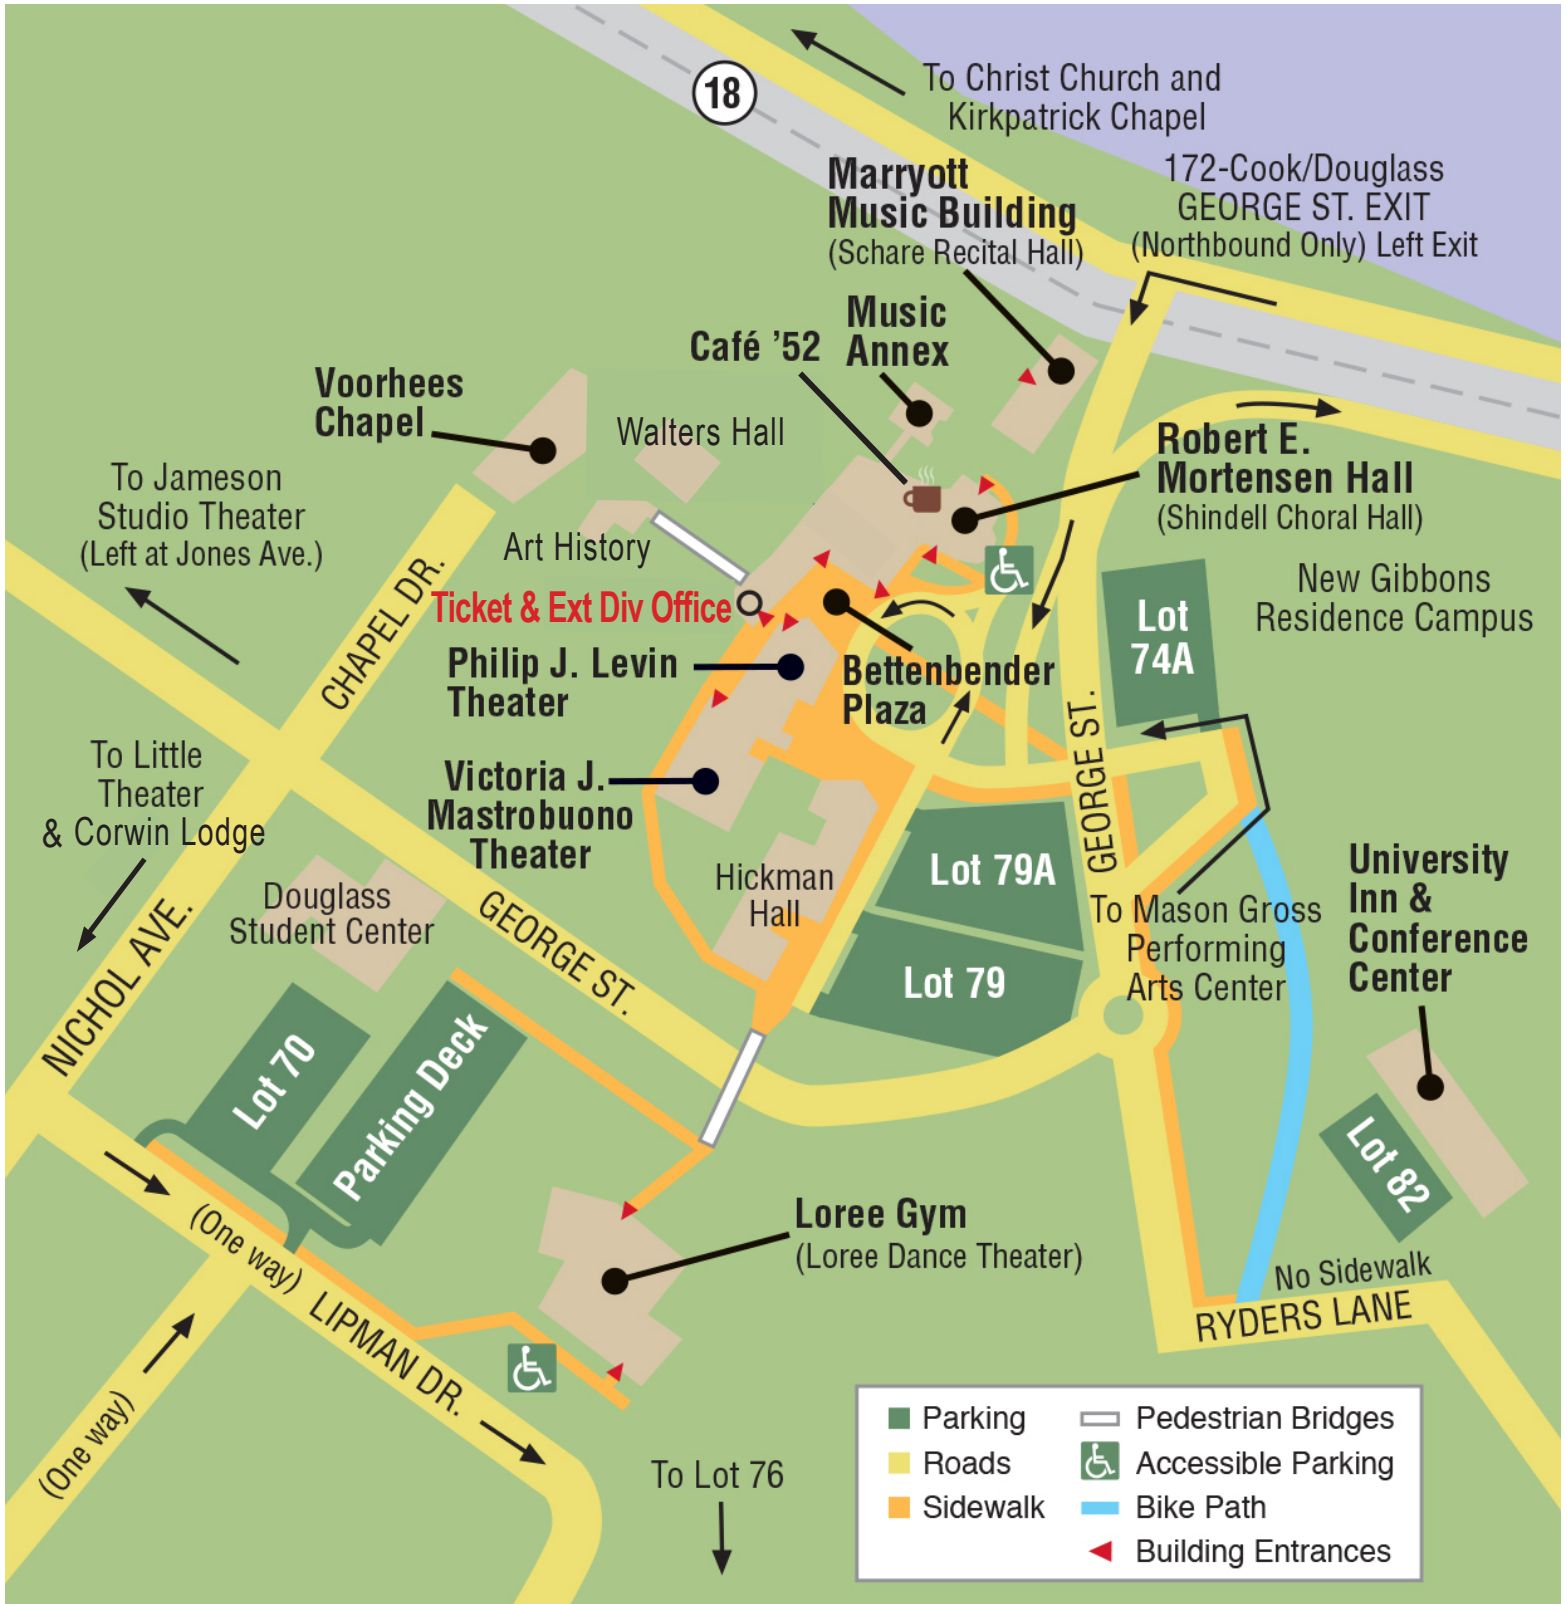 18
To Christ Church and
Kirkpatrick Chapel
Marryott
Music Building
(Schare Recital Hall)
172-Cook/Douglass
GEORGE ST. EXIT
(Northbound Only) Left Exit
Music
Annex
Café ’52
Voorhees
Chapel
Walters Hall
Robert E.
Mortensen Hall
(Shindell Choral Hall)
To Jameson
Studio Theater
(Left at Jones Ave.)
Art History
CHAPEL DR.
Ticket & Ext Div Office
Lot
74A
New Gibbons
Residence Campus
Philip J. Levin
Theater
Bettenbender
Plaza
GEORGE ST.
To Little
Theater
& Corwin Lodge
Victoria J.
Mastrobuono
Theater
Hickman
Hall
Lot 79A
University
Inn &
Conference
Center
Douglass
Student Center
GEORGE ST.
To Mason Gross
Performing
Arts Center
Lot 79
NICHOL AVE.
Lot 70
Parking Deck
Lot 82
(One way)
LIPMAN DR.
Loree Gym
(Loree Dance Theater)
No Sidewalk
RYDERS LANE
(One way)
To Lot 76
Parking
Roads
Sidewalk
Pedestrian Bridges
Accessible Parking
Bike Path
Building Entrances